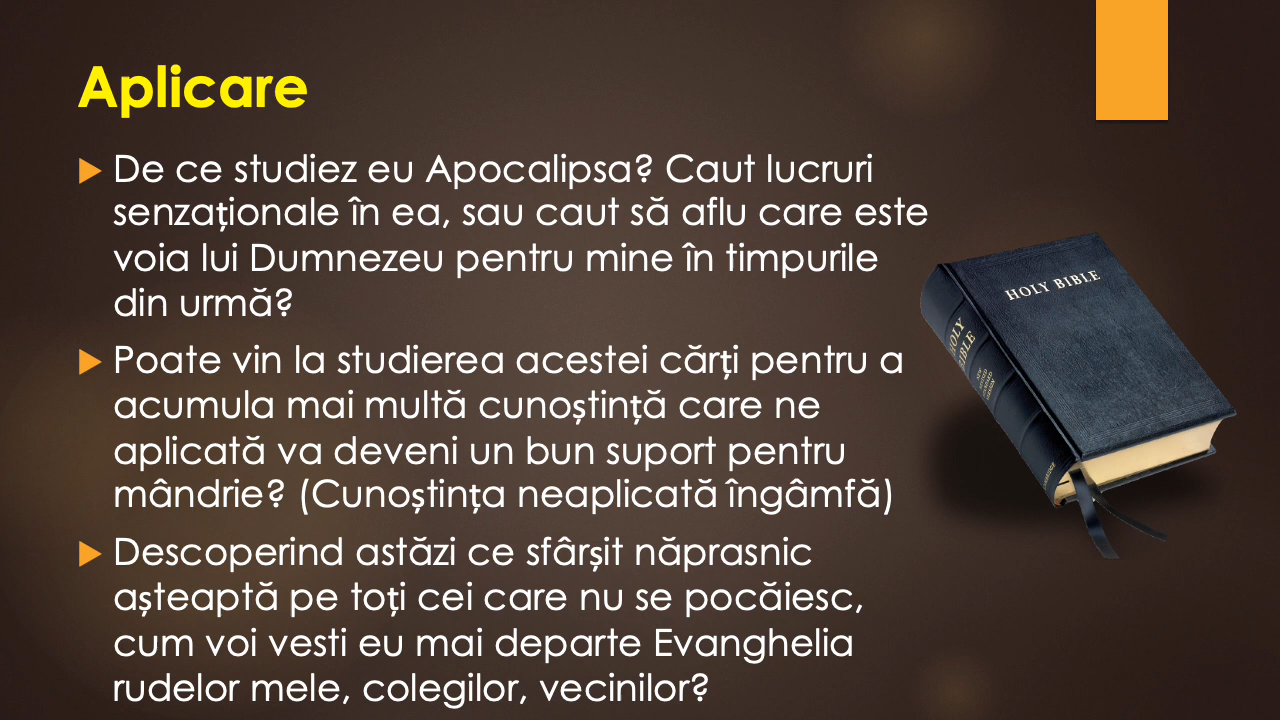 Aplicare
De ce studiez eu Apocalipsa? Caut lucruri
senzaționale în ea, sau caut să aflu care este
voia lui Dumnezeu pentru mine în timpurile
din urmă?
Poate vin la studierea acestei cărți pentru a
acumula mai multă cunoștință care ne
aplicată va deveni un bun suport pentru
mândrie? (Cunoștința neaplicată îngâmfă)
Descoperind astăzi ce sfârșit năprasnic
așteaptă pe toți cei care nu se pocăiesc,
cum voi vesti eu mai departe Evanghelia
rudelor mele, colegilor, vecinilor?
HOLY BIBLE
HOLY
BIBLE